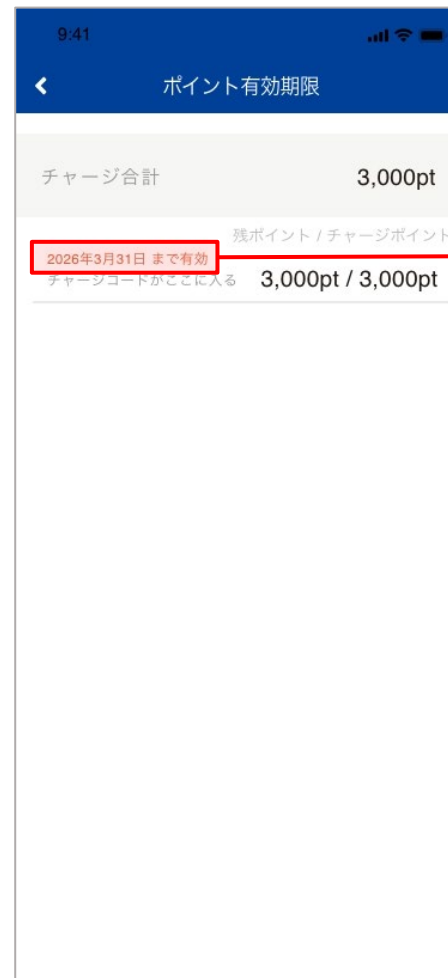 9:41
ポイント有効期限
チャージ合計 3,000pt
残ポイント / チャージポイント
2026年3月31日 まで有効
チャージコードがここに入る 3,000pt / 3,000pt